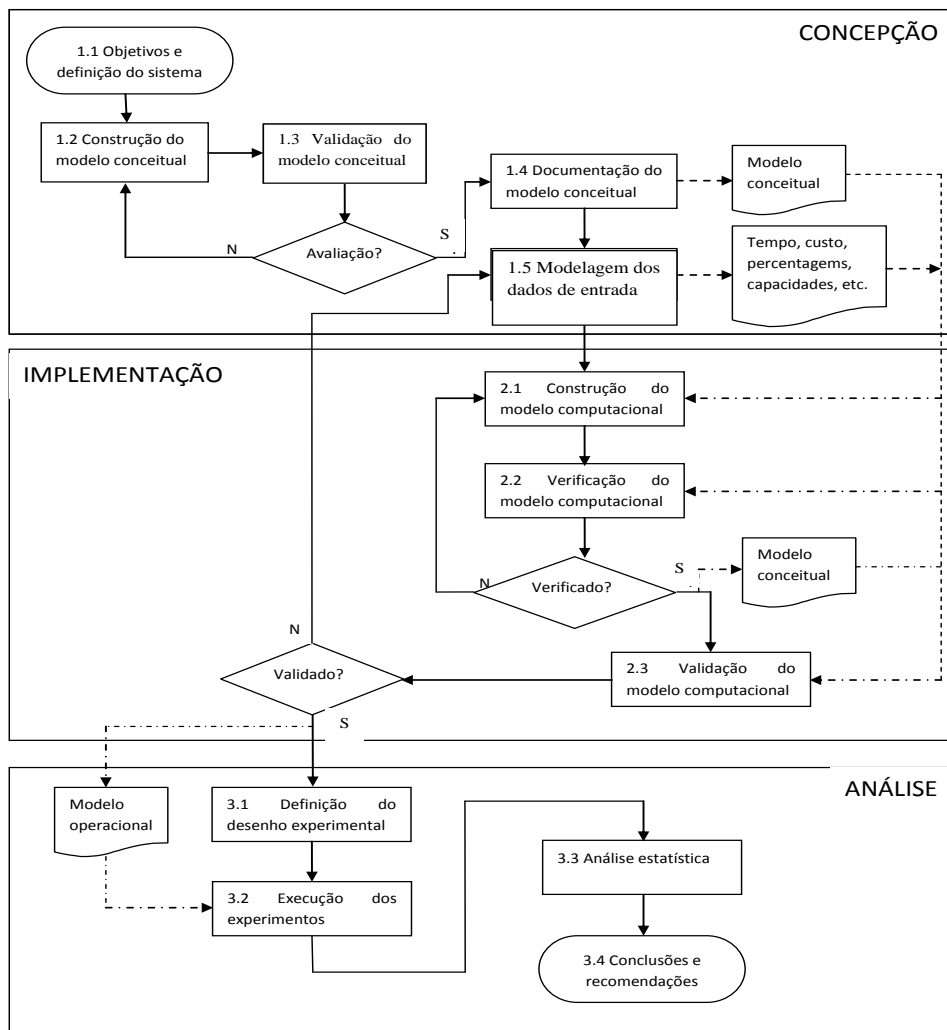 CONCEPÇÃO
1.1 Objetivos e
definição do sistema
1.2 Construção do
modelo conceitual
1.3 Validação do
modelo conceitual
Avaliação?
N
S
1.4 Documentação do
modelo conceitual
Modelo
conceitual
1.5 Modelagem dos
dados de entrada
Tempo, custo,
percentagems,
capacidades, etc.
IMPLEMENTAÇÃO
2.1 Construção do
modelo computacional
2.2 Verificação do
modelo computacional
Verificado?
N
S
Modelo
conceitual
2.3 Validação do
modelo computacional
Validado?
N
S
ANÁLISE
Modelo
operacional
3.1 Definição do
desenho experimental
3.2 Execução dos
experimentos
3.3 Análise estatística
3.4 Conclusões e
recomendações